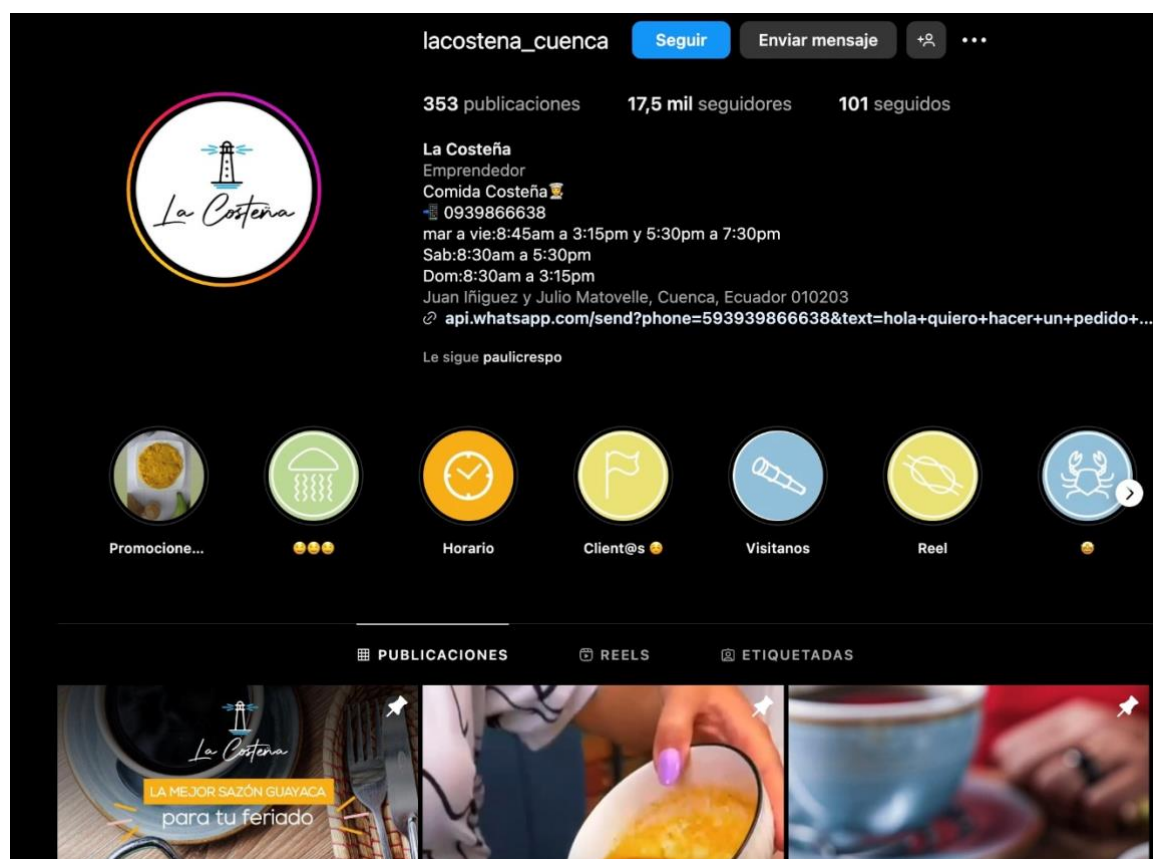 lacostena_cuenca Seguir Enviar mensaje
353 publicaciones 17,5 mil seguidores 101 seguidos
La Costeña
La Costeña
Emprendedor
Comida Costeña👨‍🍳
📲 0939866638
mar a vie:8:45am a 3:15pm y 5:30pm a 7:30pm
Sab:8:30am a 5:30pm
Dom:8:30am a 3:15pm
Juan Iñiguez y Julio Matovelle, Cuenca, Ecuador 010203
api.whatsapp.com/send?phone=593939866638&text=hola+quiero+hacer+un+pedido+...
Le sigue paulicrespo
Promocione... 🤤🤤🤤 Horario Client@s ☺️ Visitanos Reel 🤩
PUBLICACIONES REELS ETIQUETADAS
La Costeña
LA MEJOR SAZÓN GUAYACA
para tu feriado